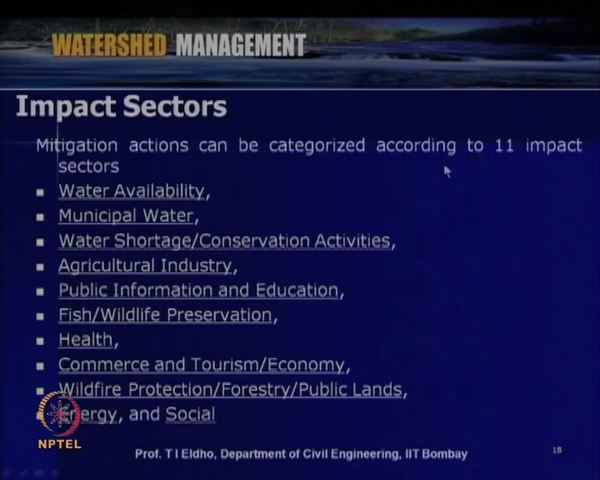 WATERSHED MANAGEMENT
Impact Sectors
Mitigation actions can be categorized according to 11 impact
sectors
Water Availability,
Municipal Water,
Water Shortage/Conservation Activities,
Agricultural Industry,
Public Information and Education,
Fish/Wildlife Preservation,
Health,
Commerce and Tourism/Economy,
Wildfire Protection/Forestry/Public Lands,
Energy, and Social
NPTEL
Prof. T I Eldho, Department of Civil Engineering, IIT Bombay
18